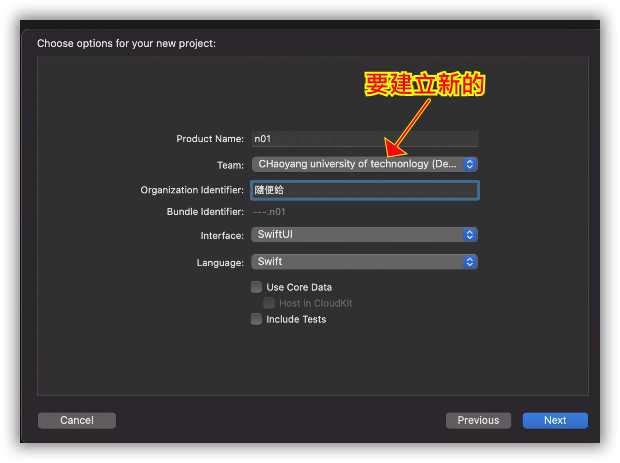 Choose options for your new project:
要建立新的
Product Name: n01
Team: CHaoyang university of technonlogy (De...
Organization Identifier: 隨便給
Bundle Identifier: ---.n01
Interface: SwiftUI
Language: Swift
Use Core Data
Host in CloudKit
Include Tests
Cancel Previous Next